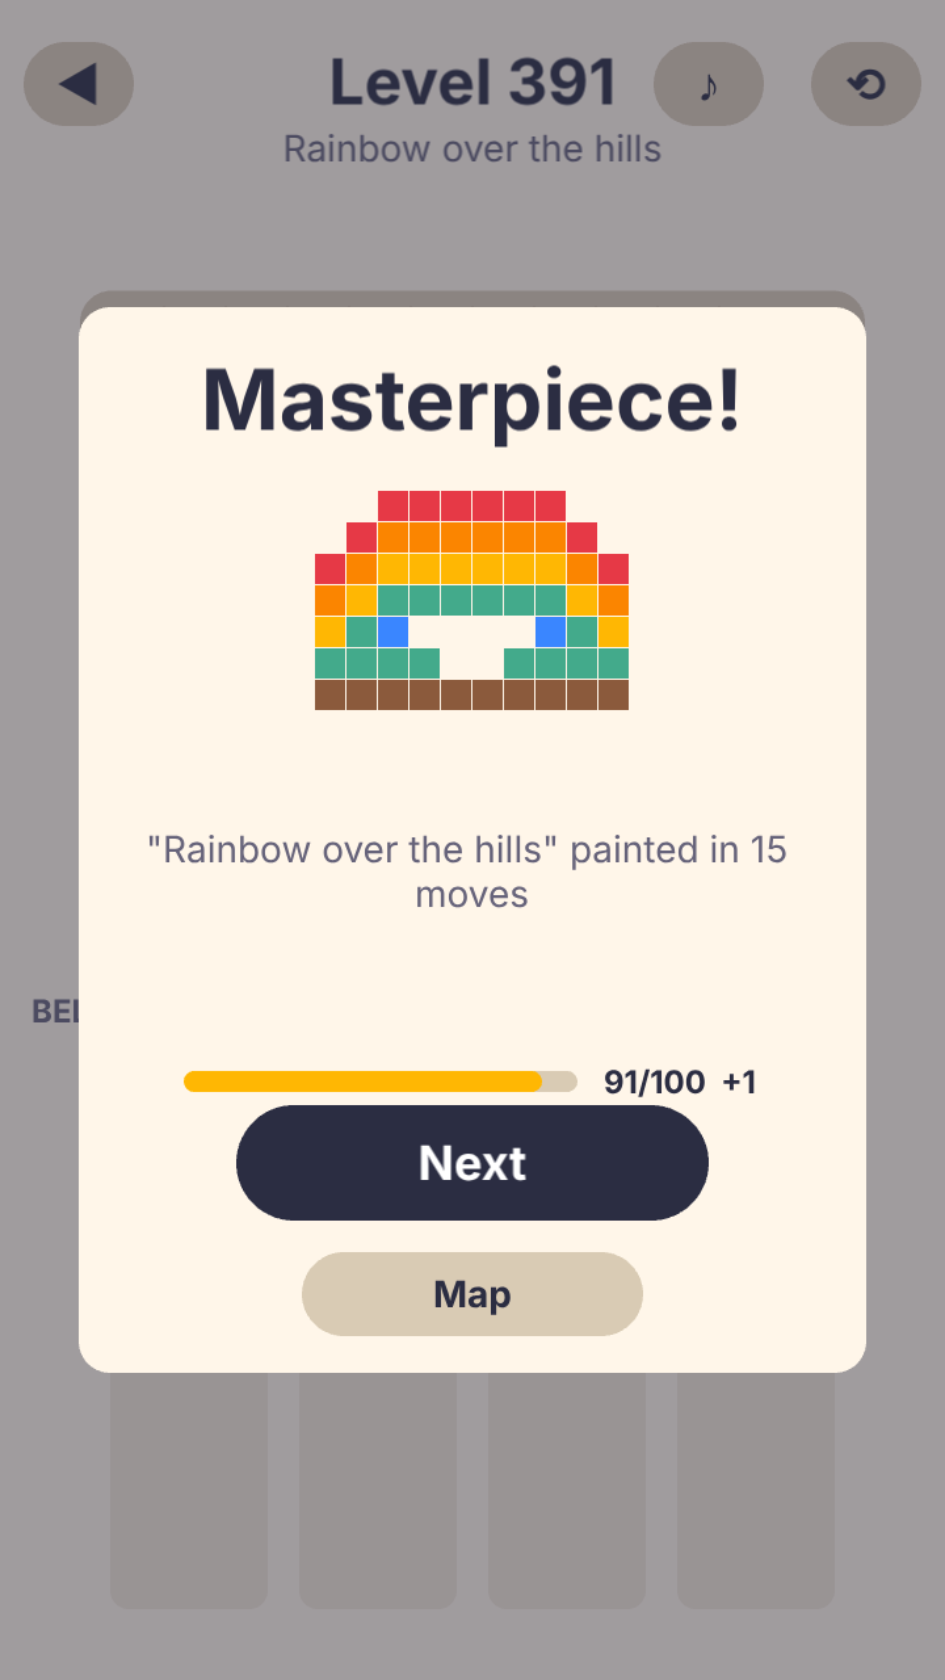 Level 391
Rainbow over the hills
Masterpiece!
"Rainbow over the hills" painted in 15
moves
91/100 +1
Next
Map